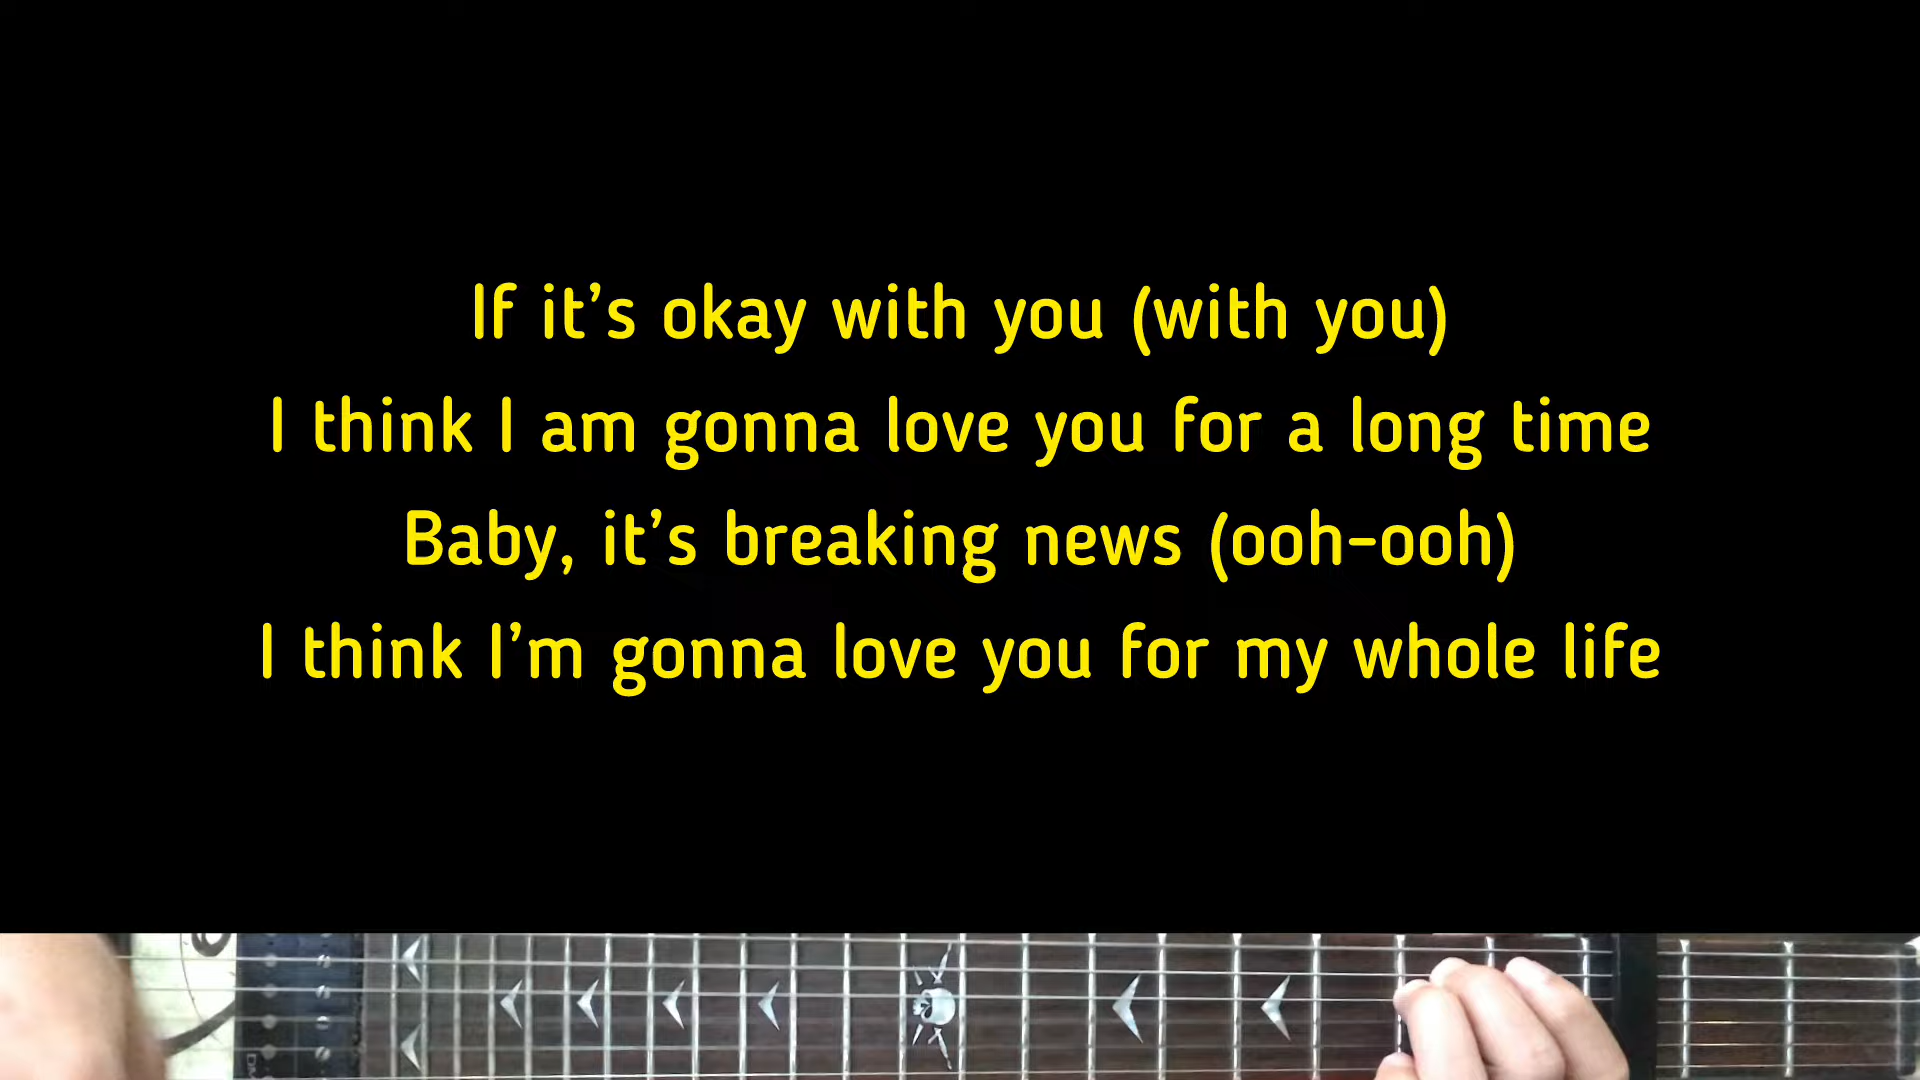 If it’s okay with you (with you)
I think I am gonna love you for a long time
Baby, it’s breaking news (ooh-ooh)
I think I’m gonna love you for my whole life